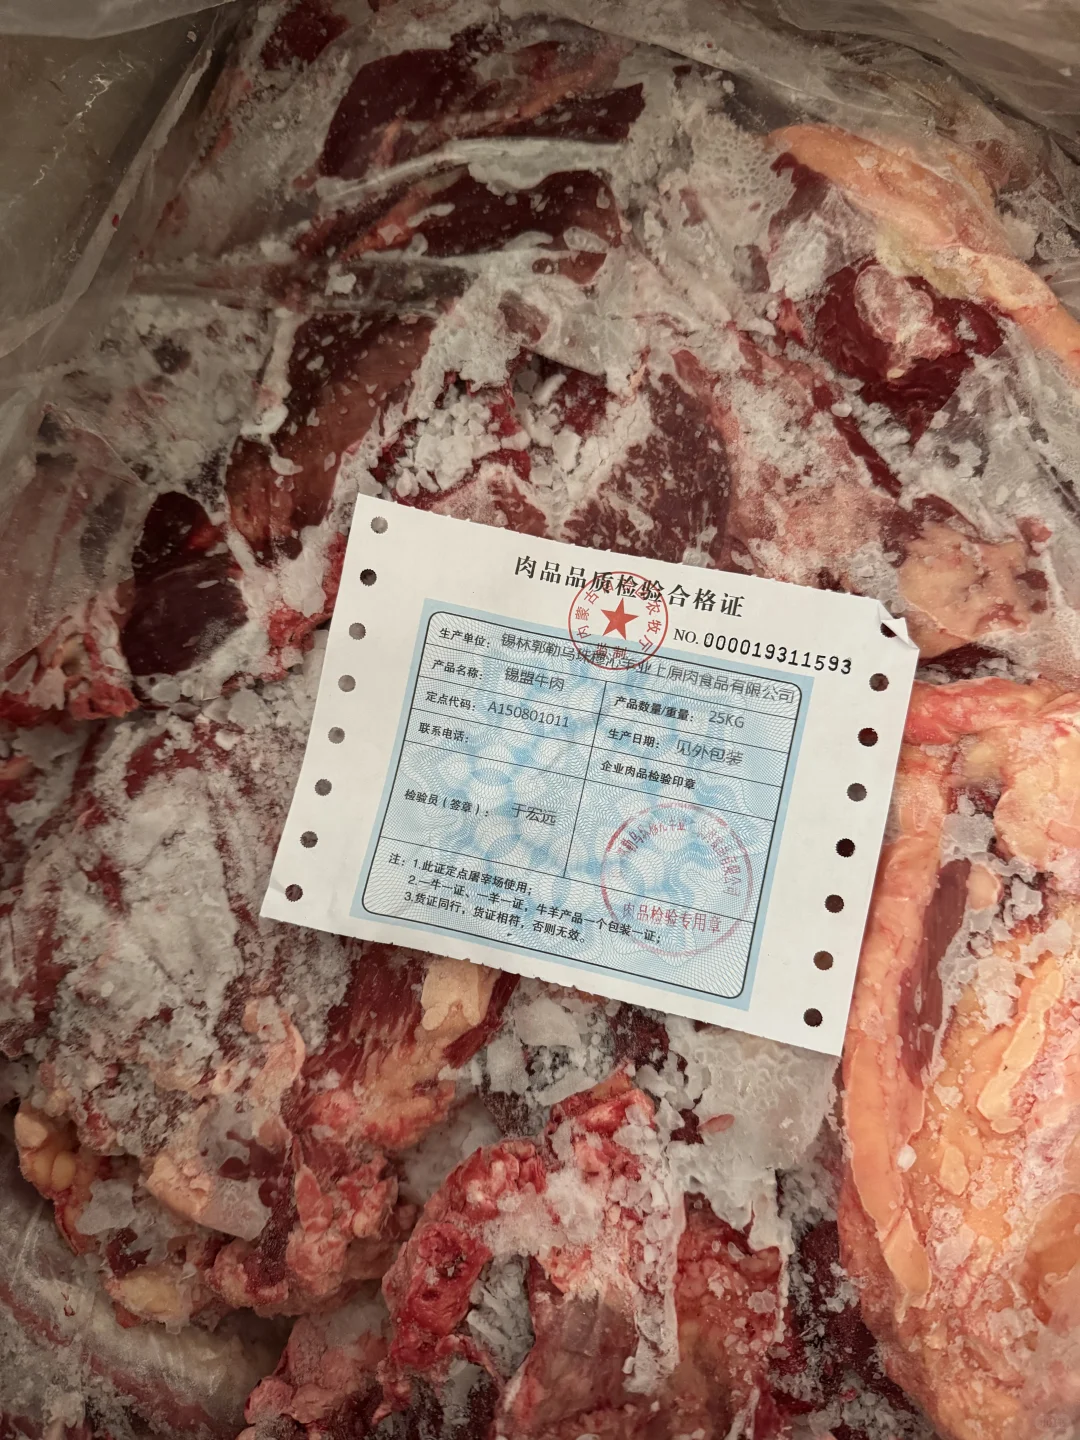 肉品品质检验合格证
NO.000019311593
生产单位： 锡林郭勒乌珠穆沁羊业上原肉食品有限公司
产品名称： 锡盟牛肉
产品数量/重量： 25KG
定点代码： A150801011
生产日期： 见外包装
联系电话：
企业肉品检验印章
检验员（签章）： 于宏远
肉品检验专用章
注：1.此证定点屠宰场使用；
2.一牛一证、一羊一证，牛羊产品一个包装一证；
3.货证同行，货证相符，否则无效。